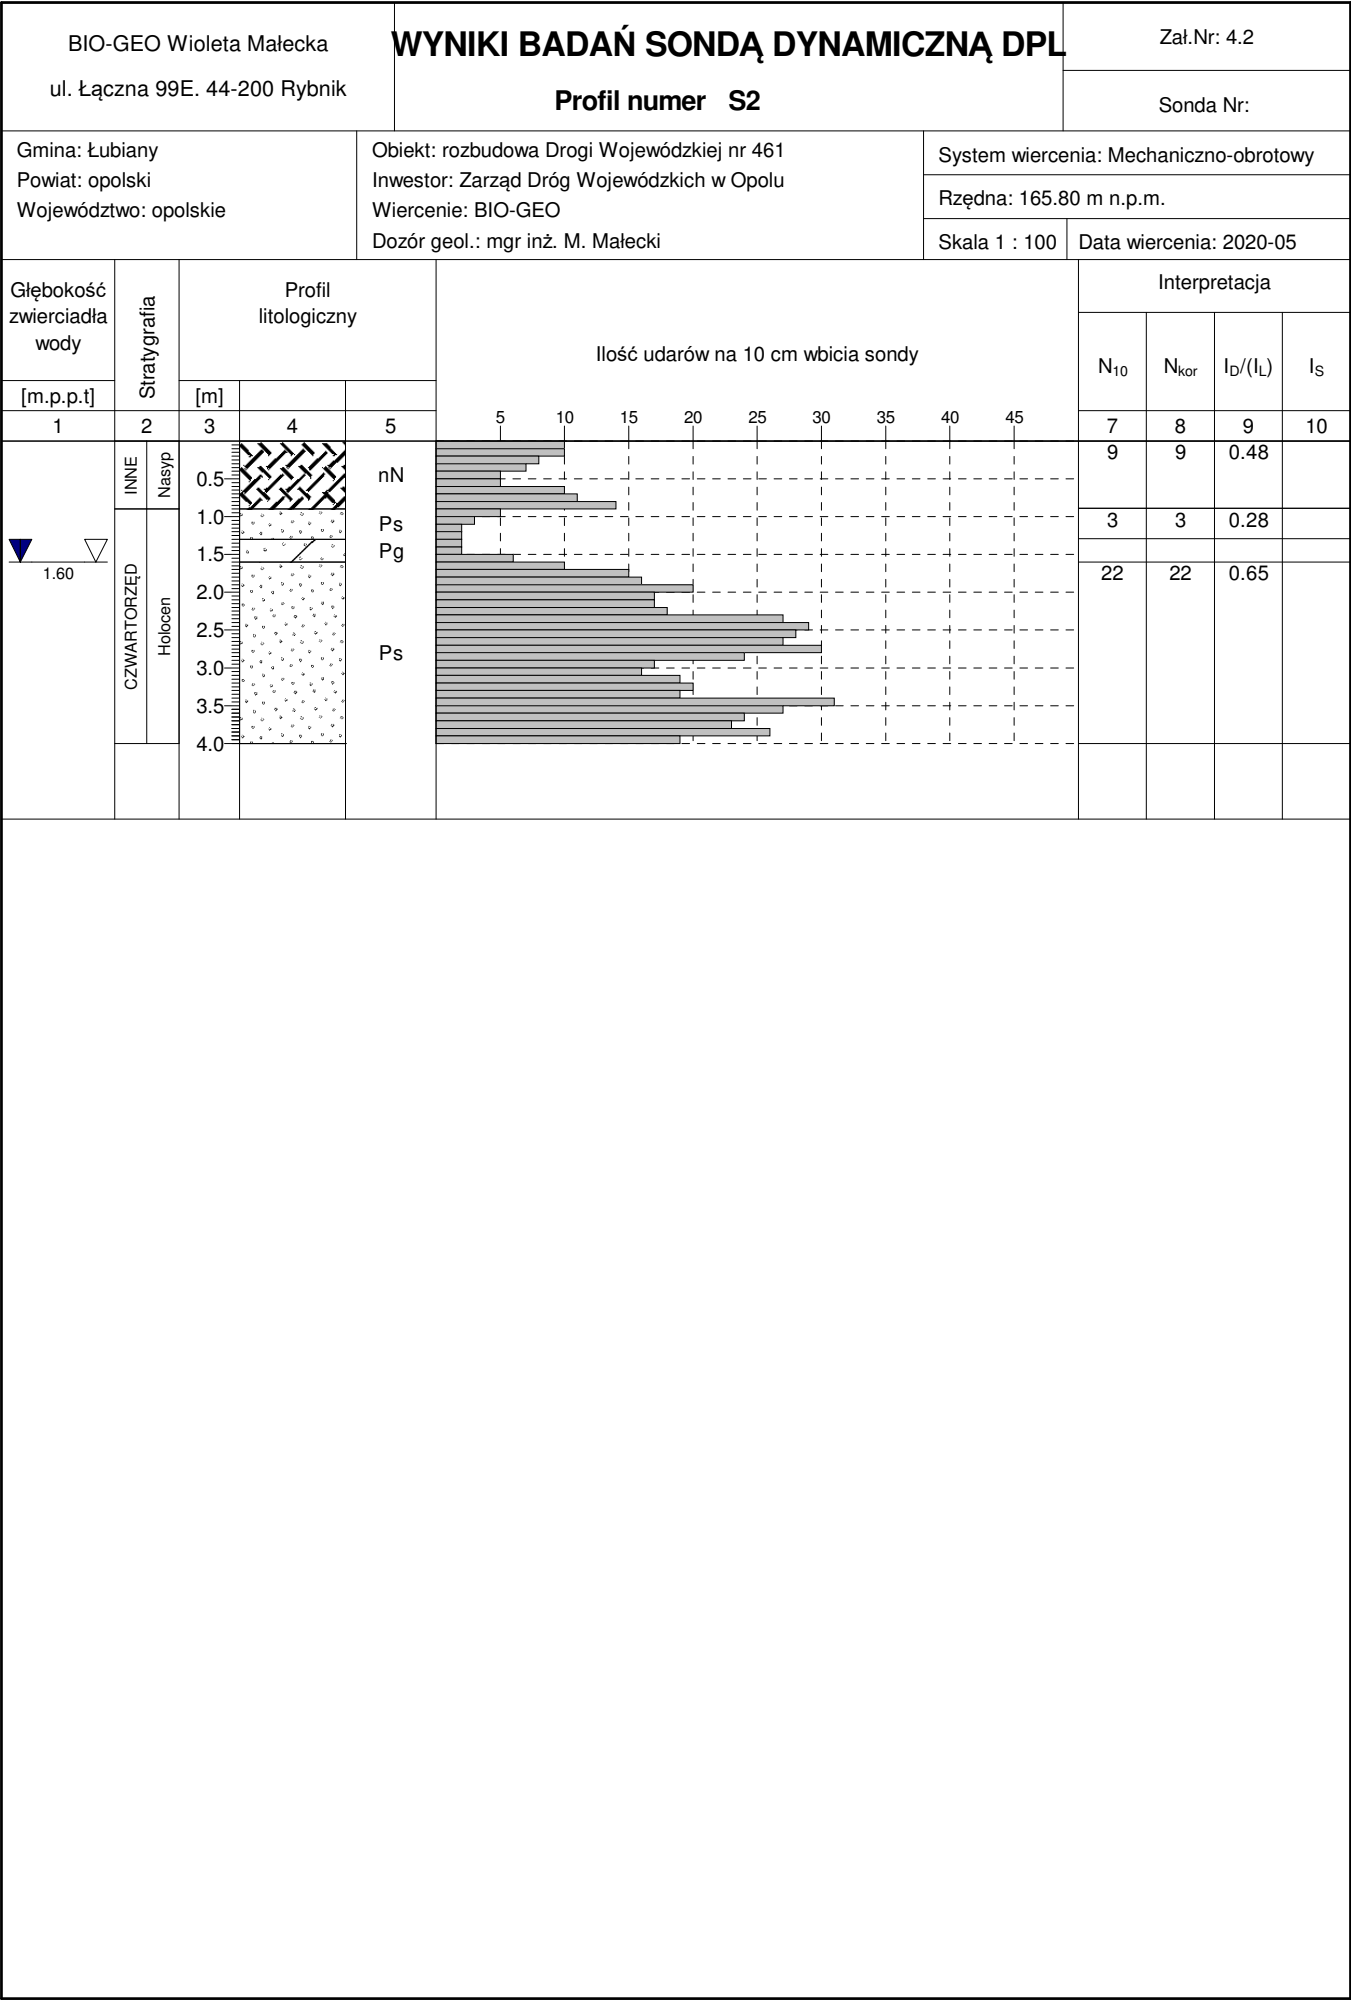 BIO-GEO Wioleta Małecka
ul. Łączna 99E. 44-200 Rybnik
WYNIKI BADAŃ SONDĄ DYNAMICZNĄ DPL
Profil numer S2
Zał.Nr: 4.2
Sonda Nr:
Gmina: Łubiany
Powiat: opolski
Województwo: opolskie
Obiekt: rozbudowa Drogi Wojewódzkiej nr 461
Inwestor: Zarząd Dróg Wojewódzkich w Opolu
Wiercenie: BIO-GEO
Dozór geol.: mgr inż. M. Małecki
System wiercenia: Mechaniczno-obrotowy
Rzędna: 165.80 m n.p.m.
Skala 1 : 100
Data wiercenia: 2020-05
Głębokość
zwierciadła
wody
[m.p.p.t]
Stratygrafia
Profil
litologiczny
[m]
Ilość udarów na 10 cm wbicia sondy
Interpretacja
N10 Nkor ID/(IL) IS
5 10 15 20 25 30 35 40 45
1 2 3 4 5 7 8 9 10
1.60
INNE
Nasyp
CZWARTORZĘD
Holocen
0.5
1.0
1.5
2.0
2.5
3.0
3.5
4.0
nN
Ps
Pg
Ps
9 9 0.48
3 3 0.28
22 22 0.65